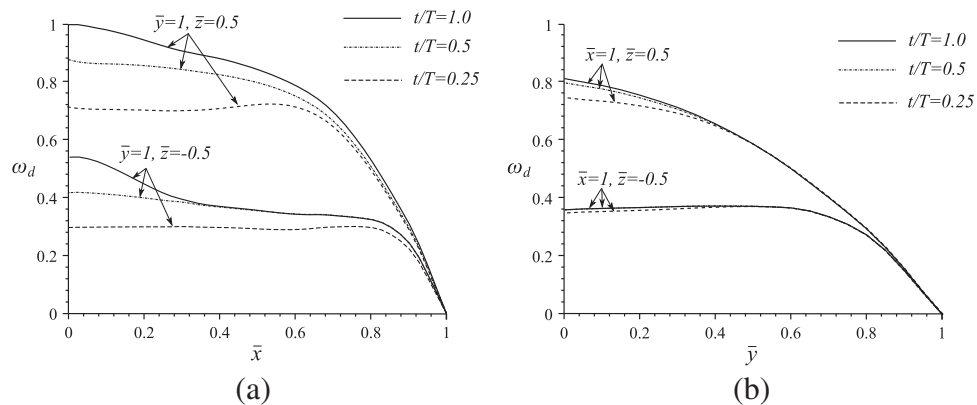 t/T=1.0
t/T=0.5
t/T=0.25
ȳ=1, z̄=0.5
ȳ=1, z̄=-0.5
ω_d
1
0.8
0.6
0.4
0.2
0
0 0.2 0.4 0.6 0.8 1
x̄
(a)
t/T=1.0
t/T=0.5
t/T=0.25
x̄=1, z̄=0.5
x̄=1, z̄=-0.5
ω_d
1
0.8
0.6
0.4
0.2
0
0 0.2 0.4 0.6 0.8 1
ȳ
(b)